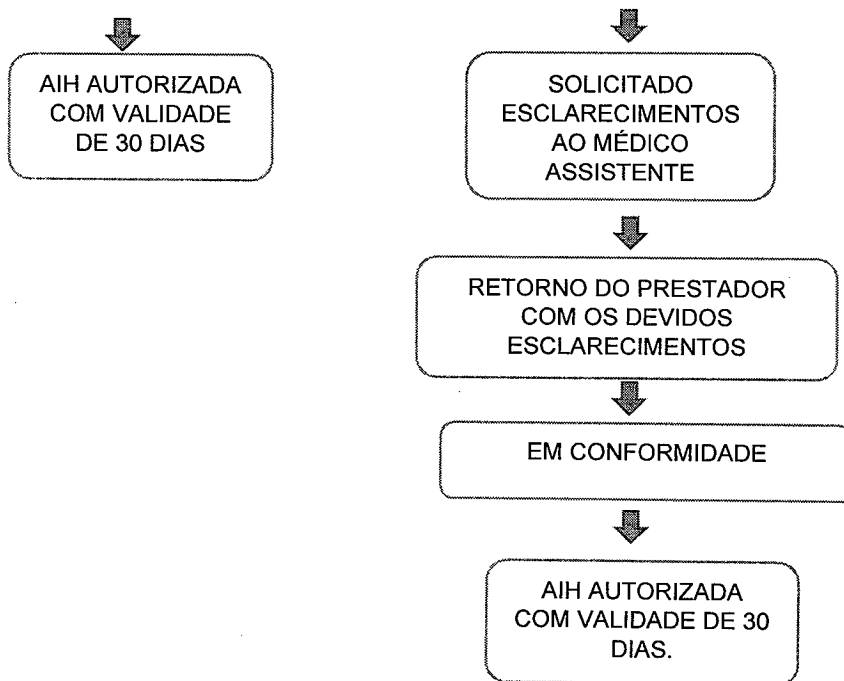 AIH AUTORIZADA
COM VALIDADE
DE 30 DIAS
SOLICITADO
ESCLARECIMENTOS
AO MÉDICO
ASSISTENTE
RETORNO DO PRESTADOR
COM OS DEVIDOS
ESCLARECIMENTOS
EM CONFORMIDADE
AIH AUTORIZADA
COM VALIDADE DE 30
DIAS.